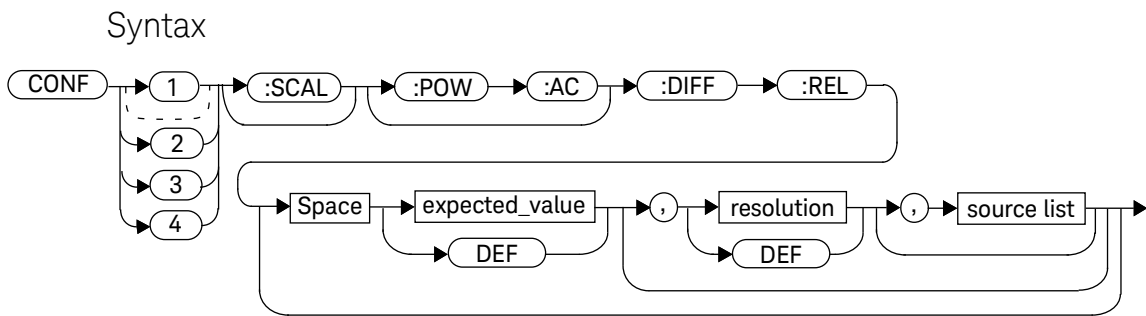 Syntax
CONF 1 :SCAL :POW :AC :DIFF :REL
2
3
4
Space expected_value , resolution , source list
DEF DEF